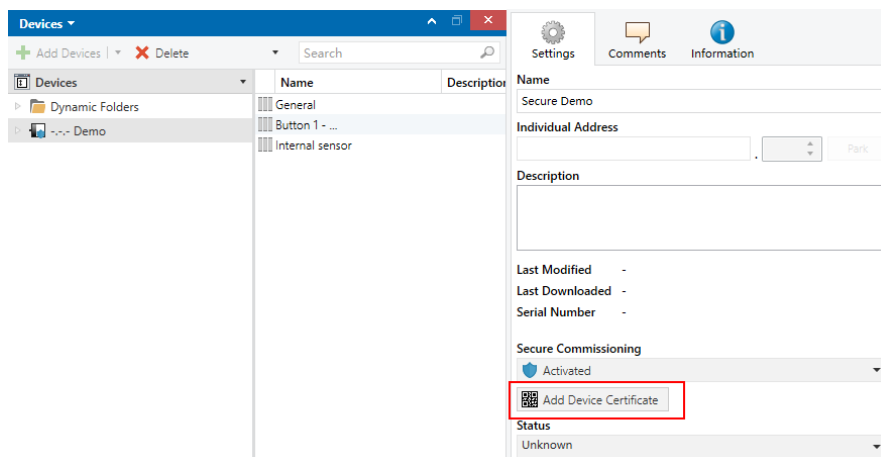 Devices
Add Devices
Delete
Search
Devices
Name
Description
Dynamic Folders
-.-.- Demo
General
Button 1 - ...
Internal sensor
Settings
Comments
Information
Name
Secure Demo
Individual Address
.
Park
Description
Last Modified -
Last Downloaded -
Serial Number -
Secure Commissioning
Activated
Add Device Certificate
Status
Unknown